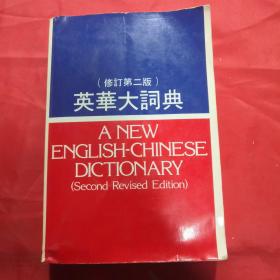 （修訂第二版）
英華大詞典
A NEW
ENGLISH-CHINESE
DICTIONARY
(Second Revised Edition)